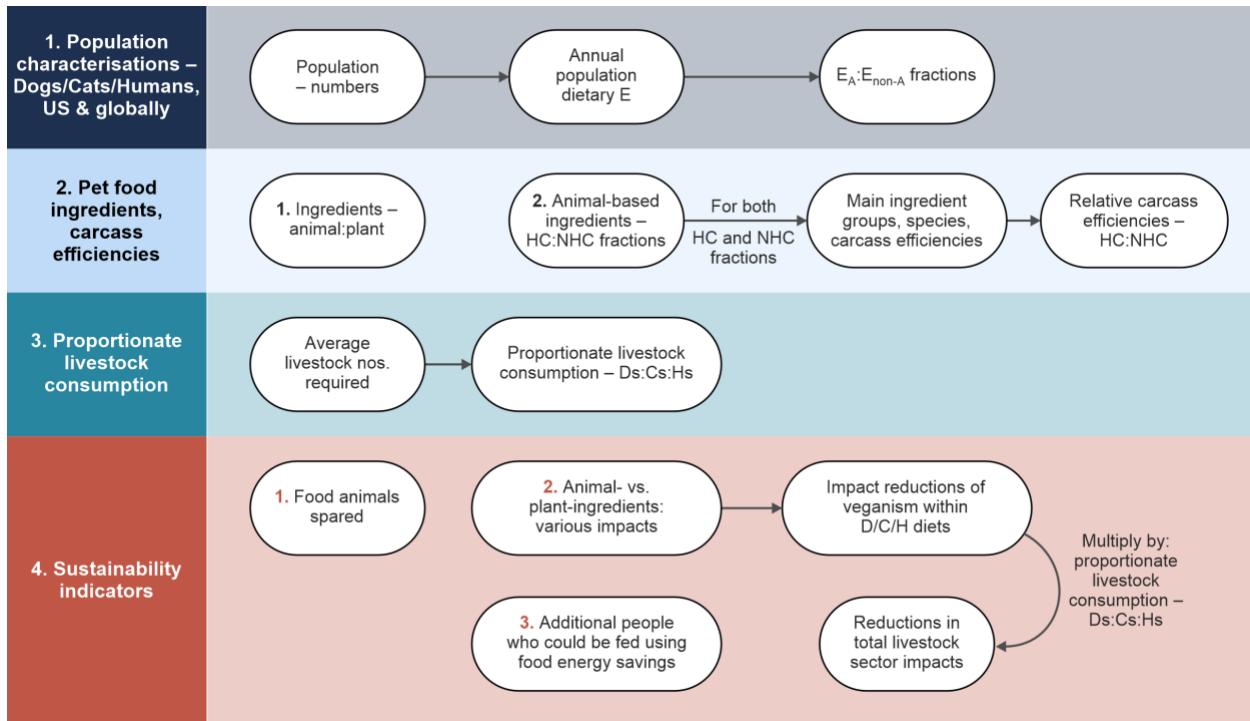 1. Population
characterisations –
Dogs/Cats/Humans,
US & globally
Population
– numbers
Annual
population
dietary E
E_A:E_non-A fractions
2. Pet food
ingredients,
carcass
efficiencies
1. Ingredients –
animal:plant
2. Animal-based
ingredients –
HC:NHC fractions
For both
HC and NHC
fractions
Main ingredient
groups, species,
carcass efficiencies
Relative carcass
efficiencies –
HC:NHC
3. Proportionate
livestock
consumption
Average
livestock nos.
required
Proportionate livestock
consumption – Ds:Cs:Hs
4. Sustainability
indicators
1. Food animals
spared
2. Animal- vs.
plant-ingredients:
various impacts
Impact reductions of
veganism within
D/C/H diets
Multiply by:
proportionate
livestock
consumption –
Ds:Cs:Hs
3. Additional people
who could be fed using
food energy savings
Reductions in
total livestock
sector impacts